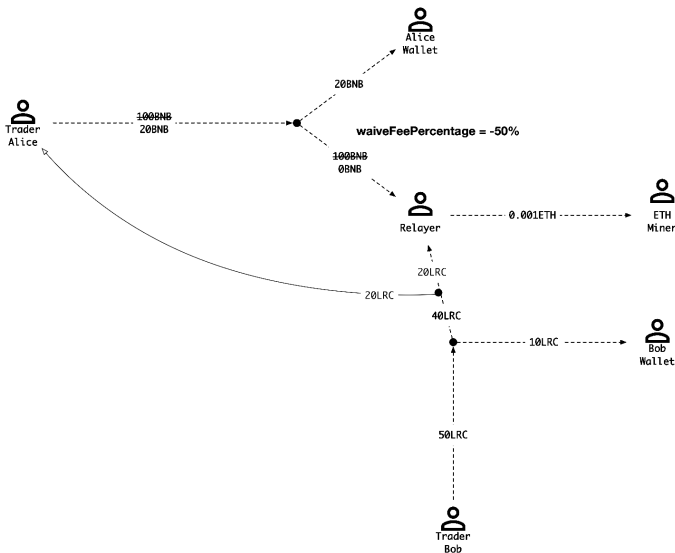 Alice
Wallet
20BNB
100BNB
20BNB
Trader
Alice
waiveFeePercentage = -50%
100BNB
0BNB
Relayer
0.001ETH
ETH
Miner
20LRC
20LRC
40LRC
10LRC
Bob
Wallet
50LRC
Trader
Bob